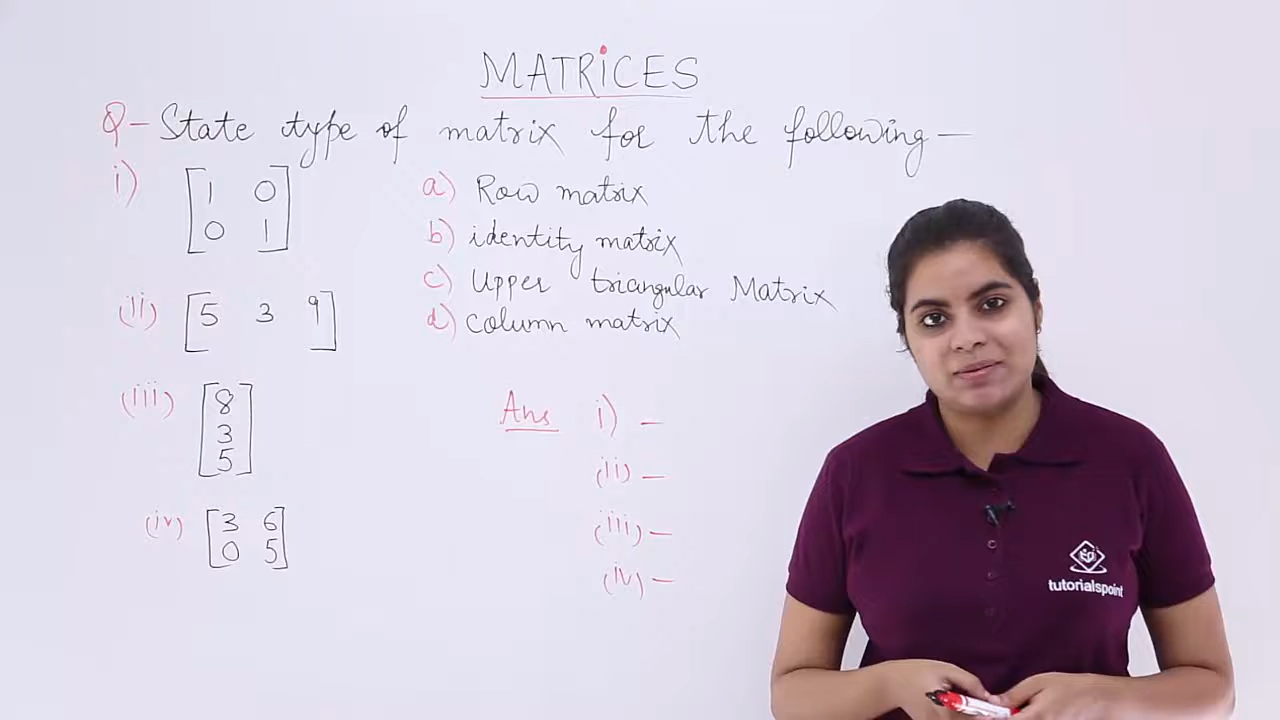 MATRiCES
Q- State type of matrix for the following -
i) [1 0
0 1]
a) Row matrix
b) identity matrix
c) Upper triangular Matrix
d) column matrix
(ii) [5 3 9]
(iii) [8
3
5]
(iv) [3 6
0 5]
Ans i) -
(ii) -
(iii) -
(iv) -
tutorialspoint